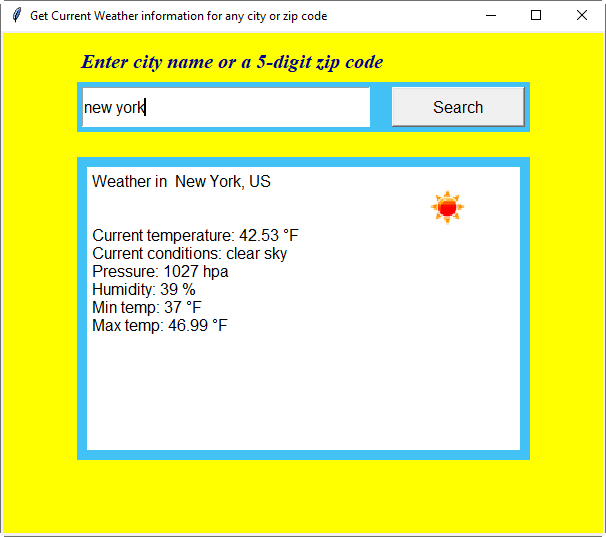 Get Current Weather information for any city or zip code
Enter city name or a 5-digit zip code
new york
Search
Weather in  New York, US
Current temperature: 42.53 °F
Current conditions: clear sky
Pressure: 1027 hpa
Humidity: 39 %
Min temp: 37 °F
Max temp: 46.99 °F